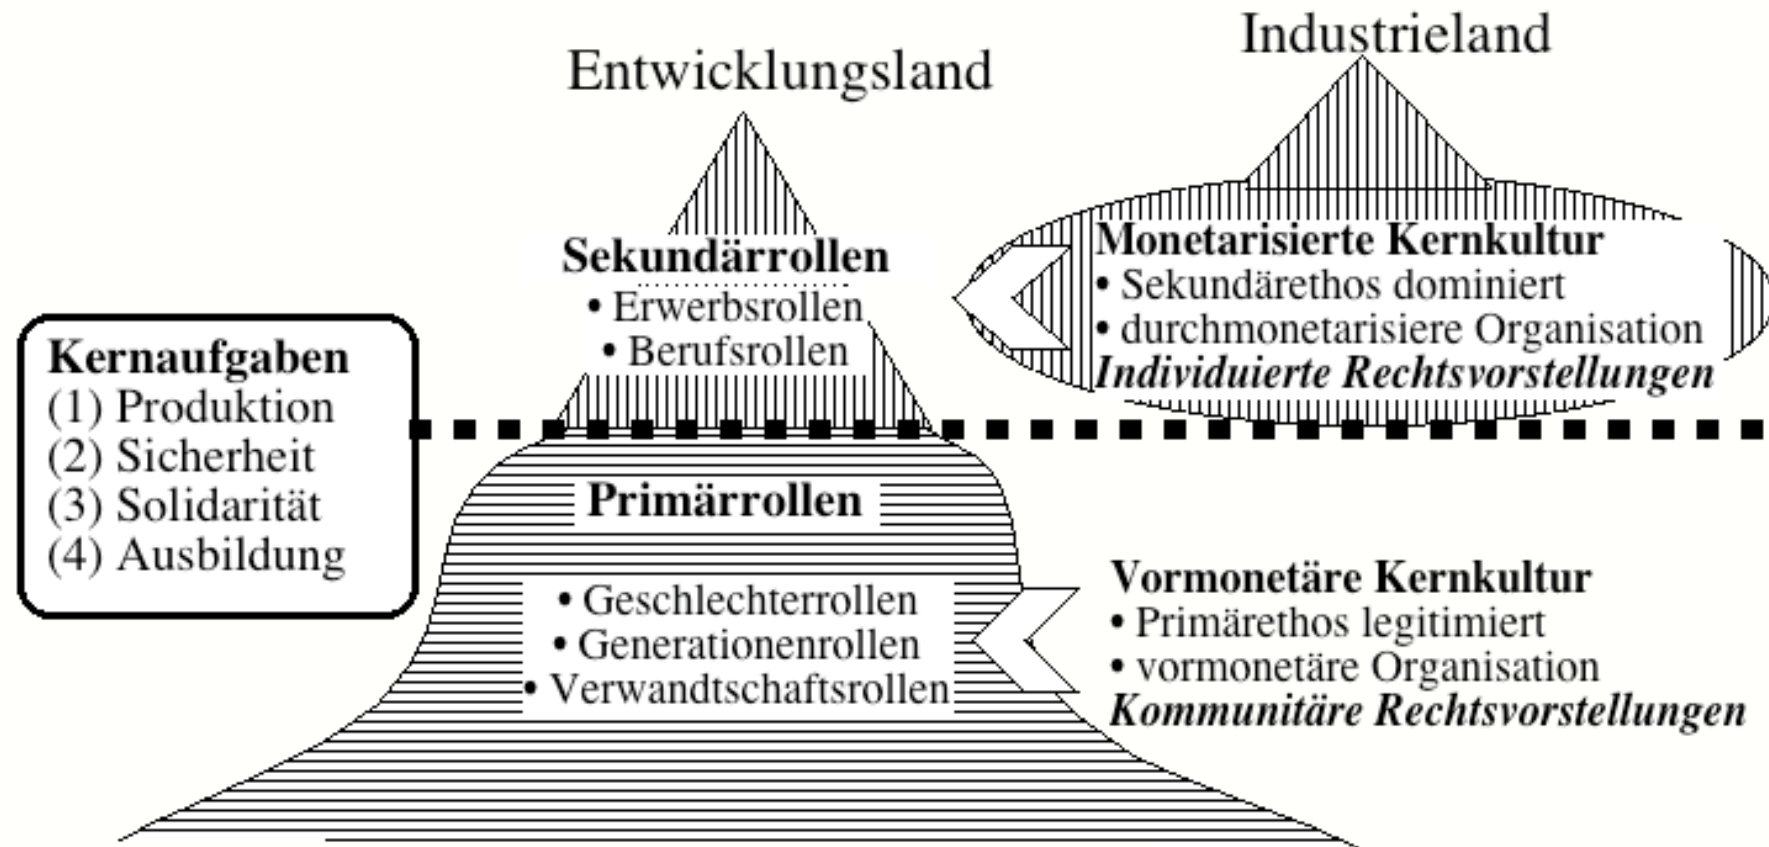 Entwicklungsland
Industrieland
Sekundärrollen
• Erwerbsrollen
• Berufsrollen
Monetarisierte Kernkultur
• Sekundärethos dominiert
• durchmonetarisiere Organisation
Individuierte Rechtsvorstellungen
Kernaufgaben
(1) Produktion
(2) Sicherheit
(3) Solidarität
(4) Ausbildung
Primärrollen
• Geschlechterrollen
• Generationenrollen
• Verwandtschaftsrollen
Vormonetäre Kernkultur
• Primärethos legitimiert
• vormonetäre Organisation
Kommunitäre Rechtsvorstellungen